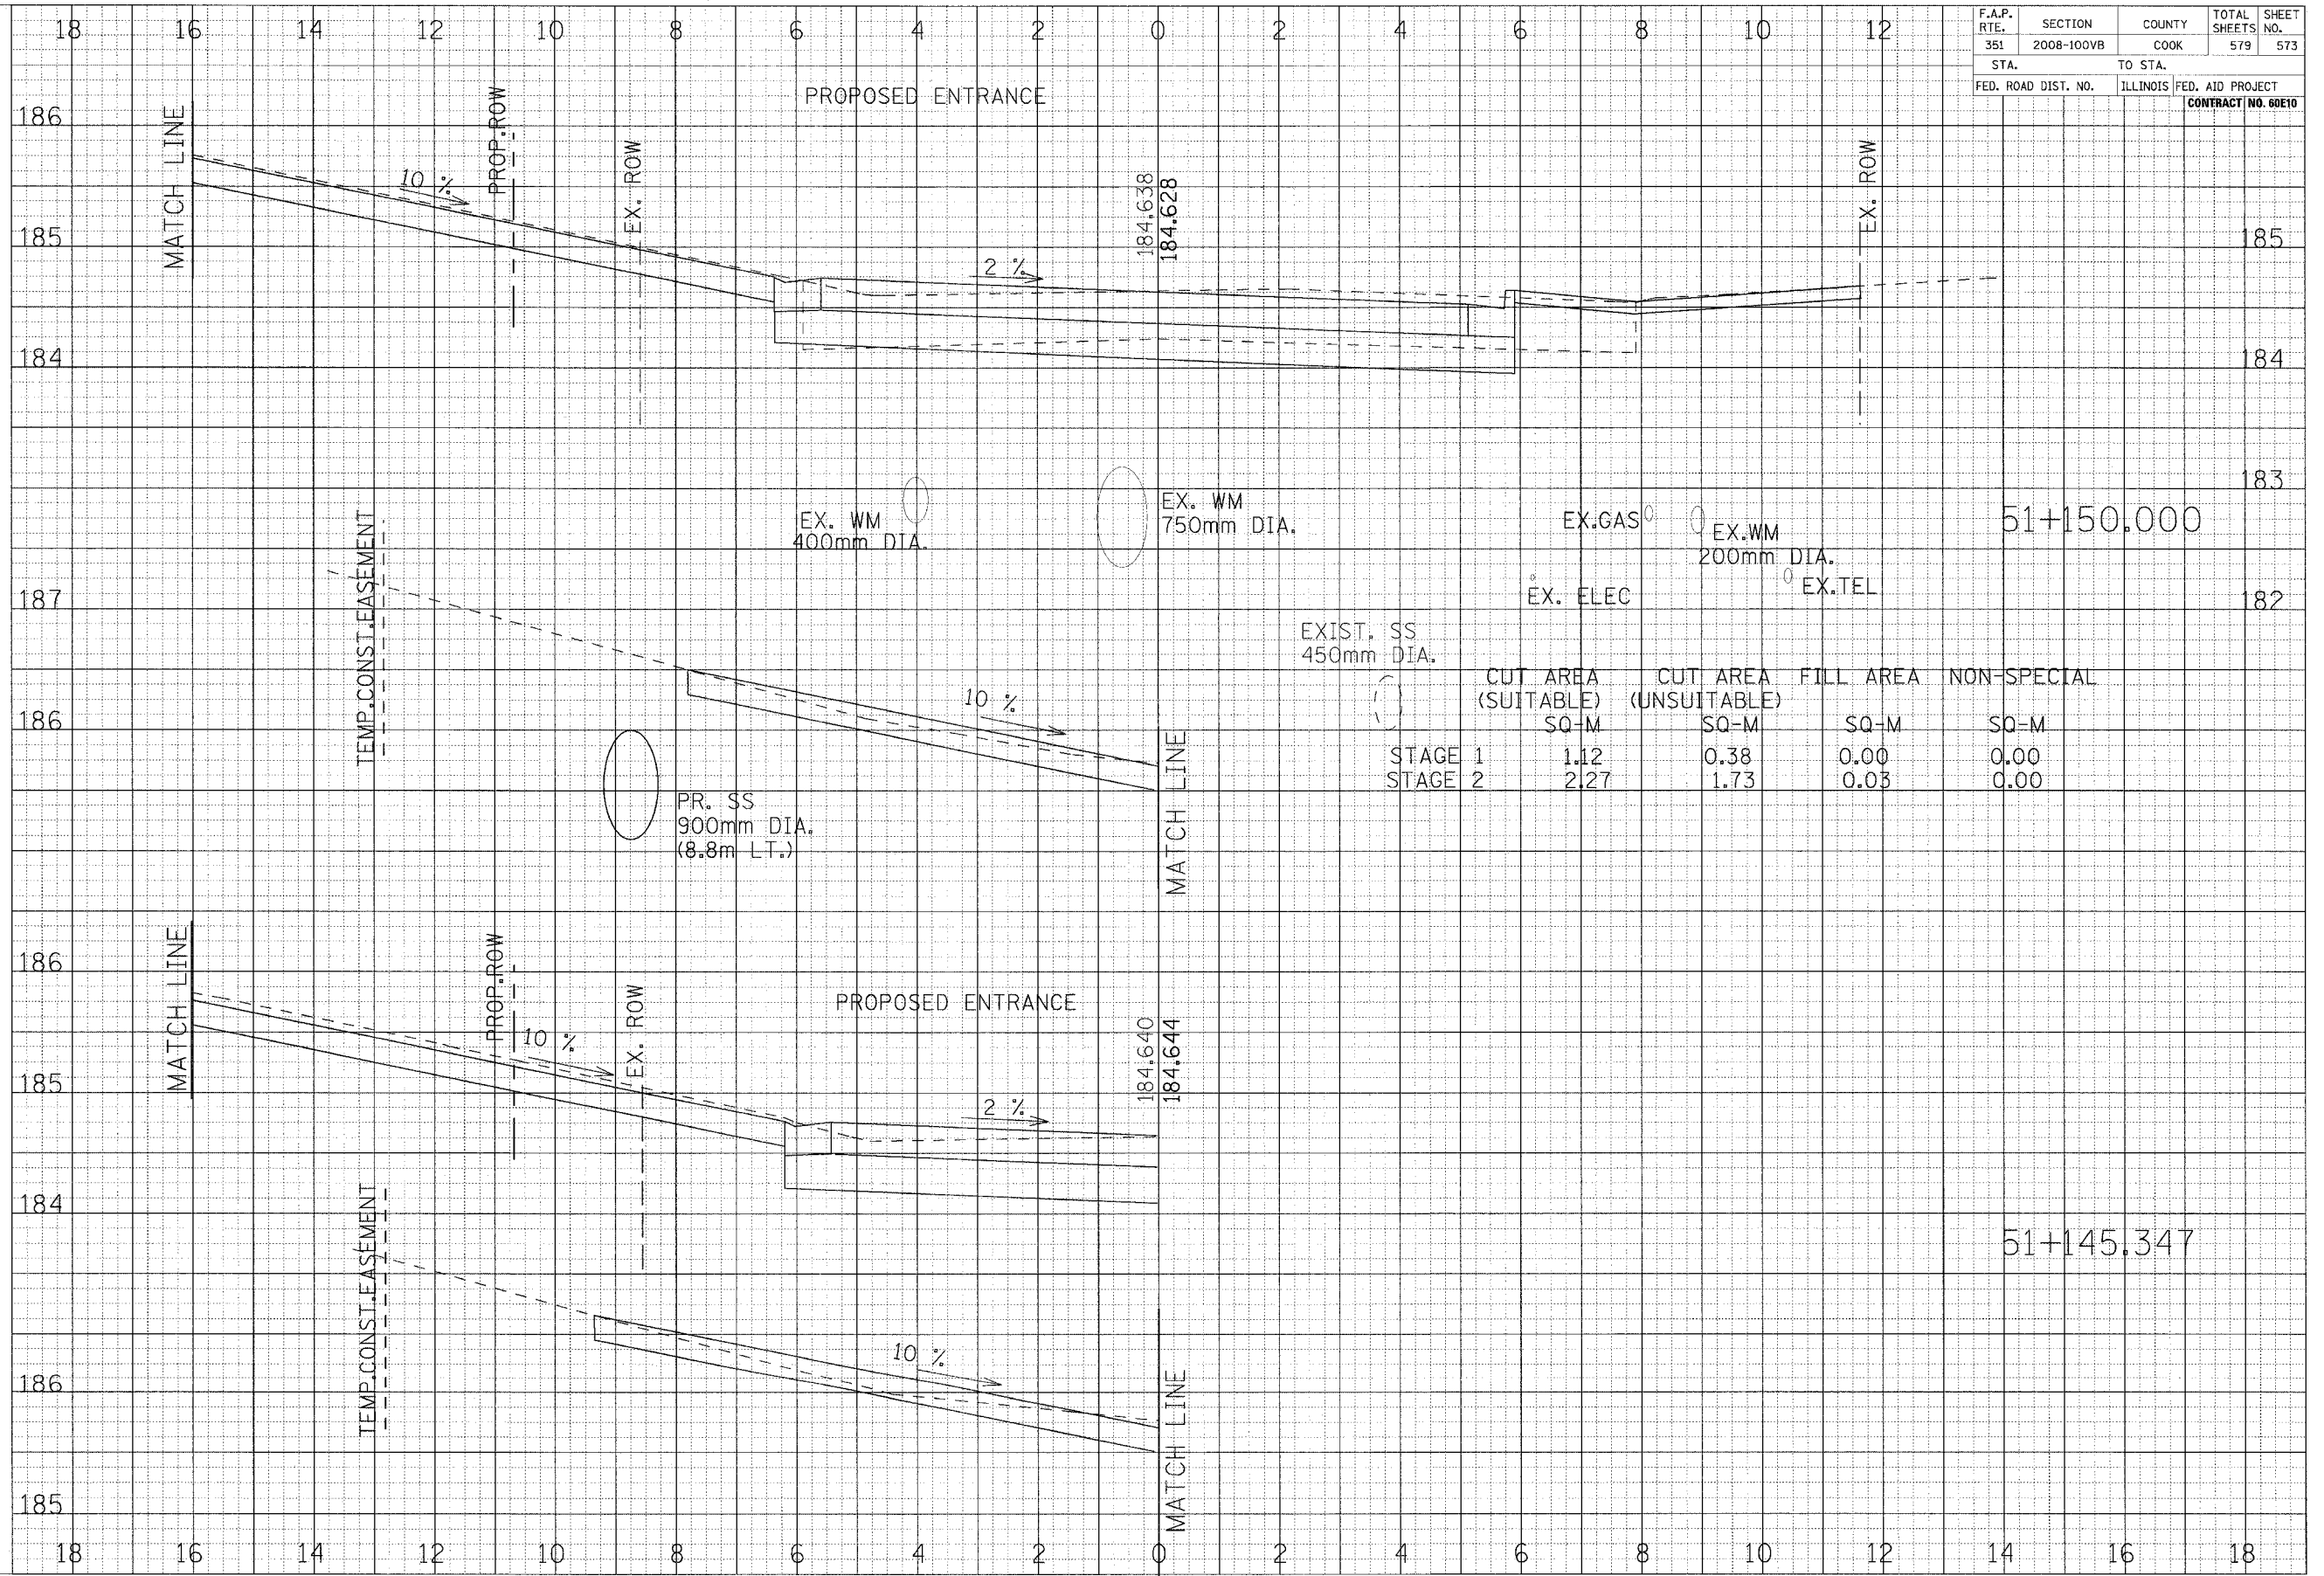 18 16 14 12 10 8 6 4 2 0 2 4 6 8 10 12
F.A.P. RTE. SECTION COUNTY TOTAL SHEETS SHEET NO.
351 2008-100VB COOK 579 573
STA. TO STA.
FED. ROAD DIST. NO. ILLINOIS FED. AID PROJECT
CONTRACT NO. 60E10
PROPOSED ENTRANCE
186
MATCH LINE
PROP.ROW
EX. ROW
10 %
184.638
184.628
EX. ROW
185
185
2 %
184
184
183
EX. WM
400mm DIA.
EX. WM
750mm DIA.
EX.GAS
EX.WM
200mm DIA.
51+150.000
EX. ELEC
EX.TEL
187
182
TEMP.CONST.EASEMENT
EXIST. SS
450mm DIA.
10 %
186
MATCH LINE
CUT AREA CUT AREA FILL AREA NON-SPECIAL
(SUITABLE) (UNSUITABLE)
SQ-M SQ-M SQ-M SQ-M
STAGE 1 1.12 0.38 0.00 0.00
STAGE 2 2.27 1.73 0.03 0.00
PR. SS
900mm DIA.
(8.8m LT.)
186
MATCH LINE
PROP.ROW
EX. ROW
PROPOSED ENTRANCE
10 %
184.640
184.644
185
2 %
184
51+145.347
TEMP.CONST.EASEMENT
10 %
186
MATCH LINE
185
18 16 14 12 10 8 6 4 2 0 2 4 6 8 10 12 14 16 18